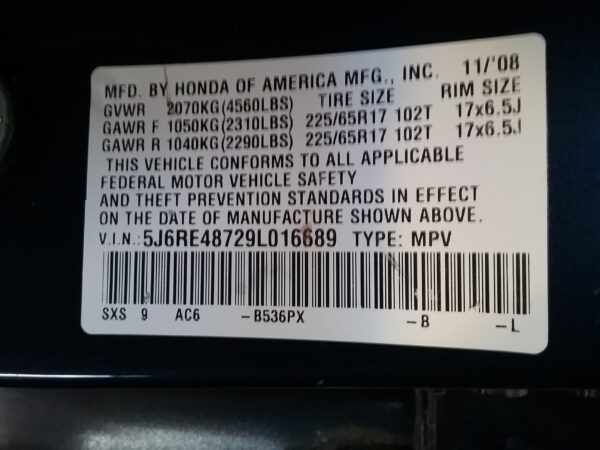 MFD. BY HONDA OF AMERICA MFG., INC. 11/'08
GVWR 2070KG(4560LBS) TIRE SIZE RIM SIZE
GAWR F 1050KG(2310LBS) 225/65R17 102T 17x6.5J
GAWR R 1040KG(2290LBS) 225/65R17 102T 17x6.5J
THIS VEHICLE CONFORMS TO ALL APPLICABLE
FEDERAL MOTOR VEHICLE SAFETY
AND THEFT PREVENTION STANDARDS IN EFFECT
ON THE DATE OF MANUFACTURE SHOWN ABOVE.
V.I.N.:5J6RE48729L016689 TYPE: MPV
SXS 9 AC6 -B536PX -B -L